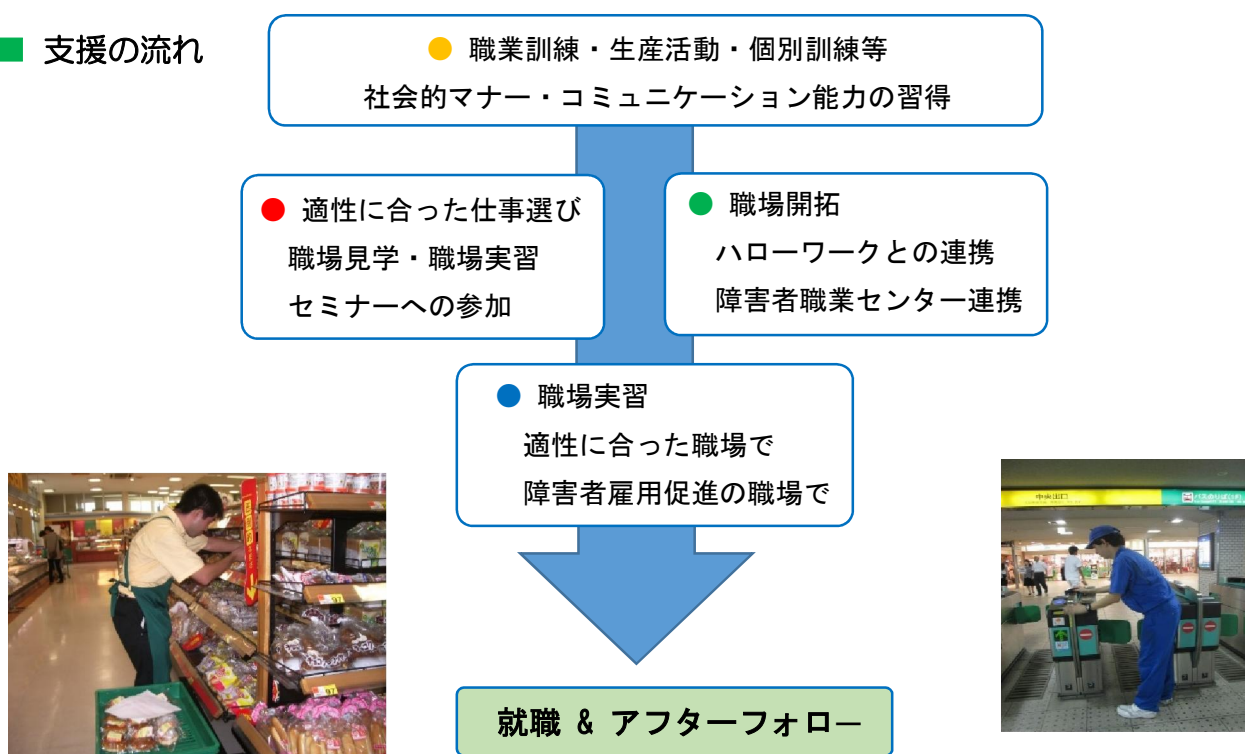 ■ 支援の流れ
● 職業訓練・生産活動・個別訓練等
社会的マナー・コミュニケーション能力の習得
● 適性に合った仕事選び
職場見学・職場実習
セミナーへの参加
● 職場開拓
ハローワークとの連携
障害者職業センター連携
● 職場実習
適性に合った職場で
障害者雇用促進の職場で
中央出口
就職 & アフターフォロー